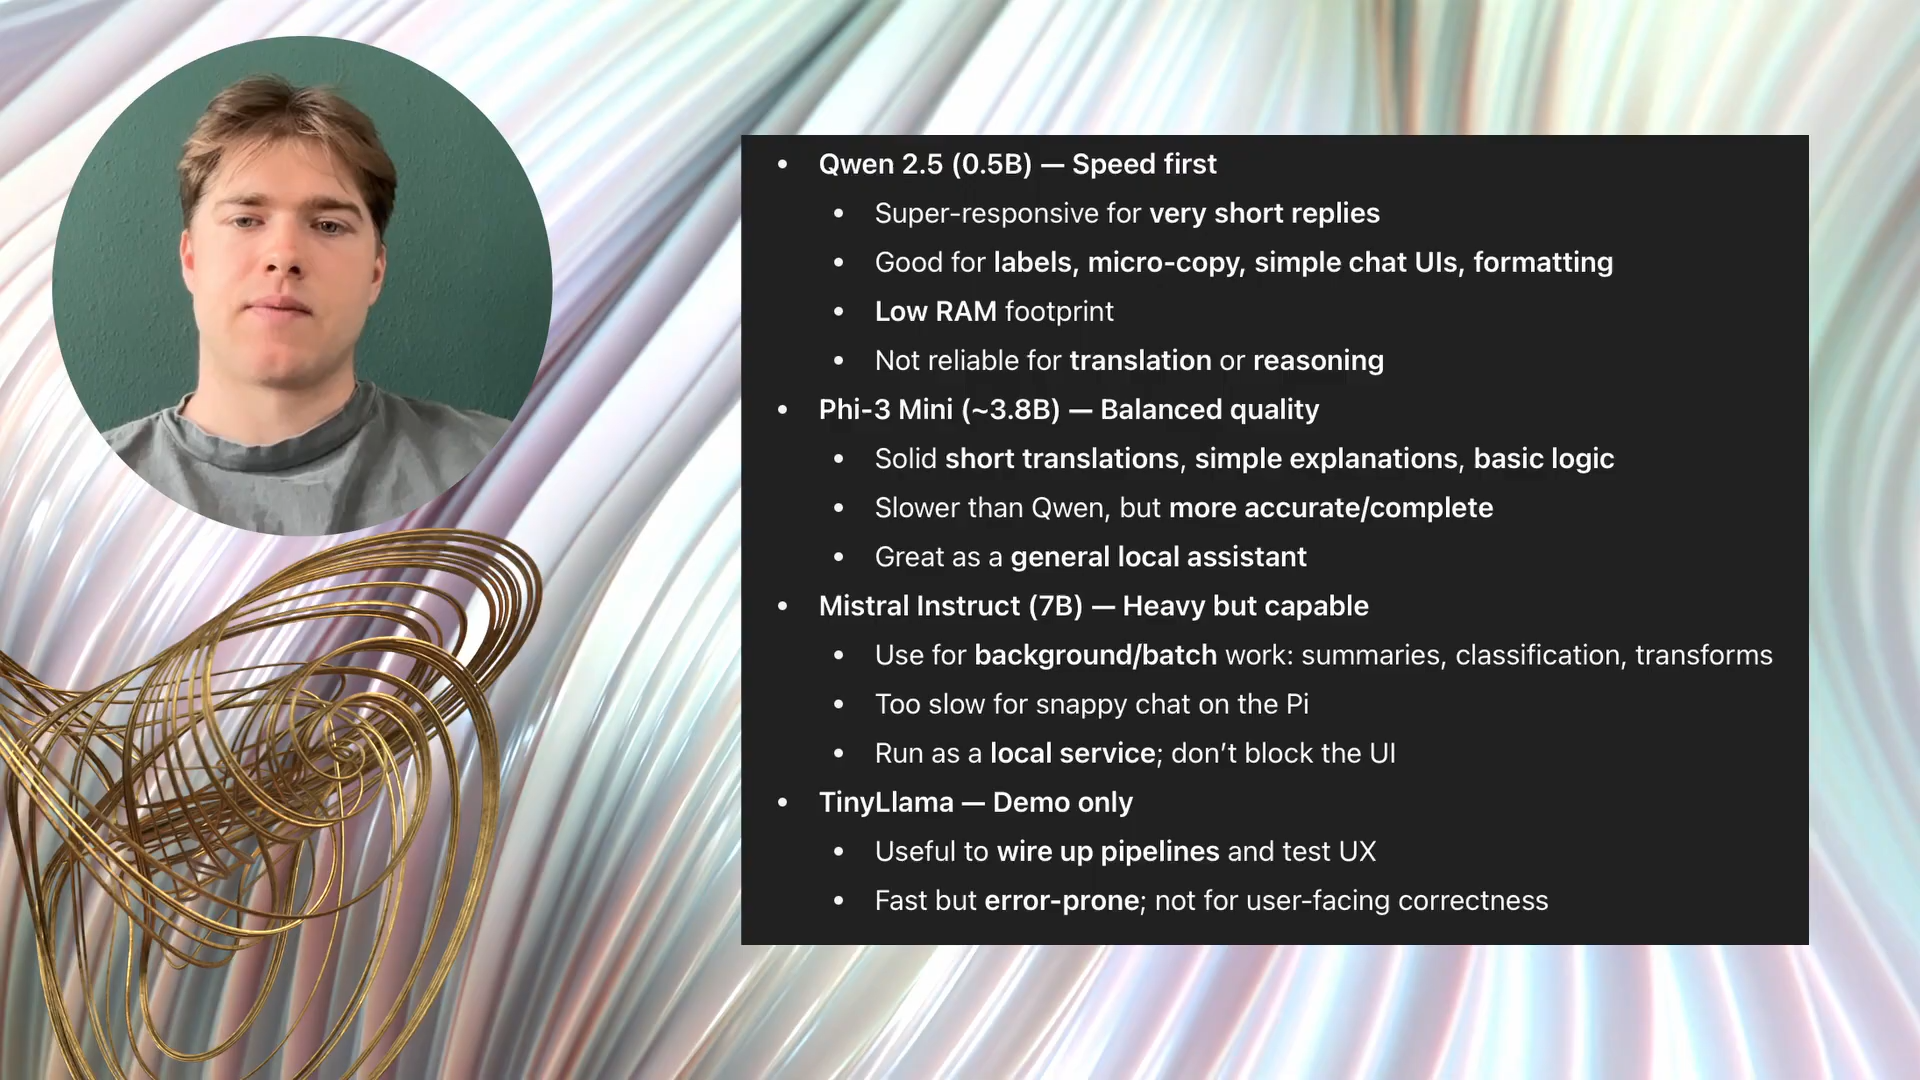 • Qwen 2.5 (0.5B) — Speed first
• Super-responsive for very short replies
• Good for labels, micro-copy, simple chat UIs, formatting
• Low RAM footprint
• Not reliable for translation or reasoning
• Phi-3 Mini (~3.8B) — Balanced quality
• Solid short translations, simple explanations, basic logic
• Slower than Qwen, but more accurate/complete
• Great as a general local assistant
• Mistral Instruct (7B) — Heavy but capable
• Use for background/batch work: summaries, classification, transforms
• Too slow for snappy chat on the Pi
• Run as a local service; don’t block the UI
• TinyLlama — Demo only
• Useful to wire up pipelines and test UX
• Fast but error-prone; not for user-facing correctness